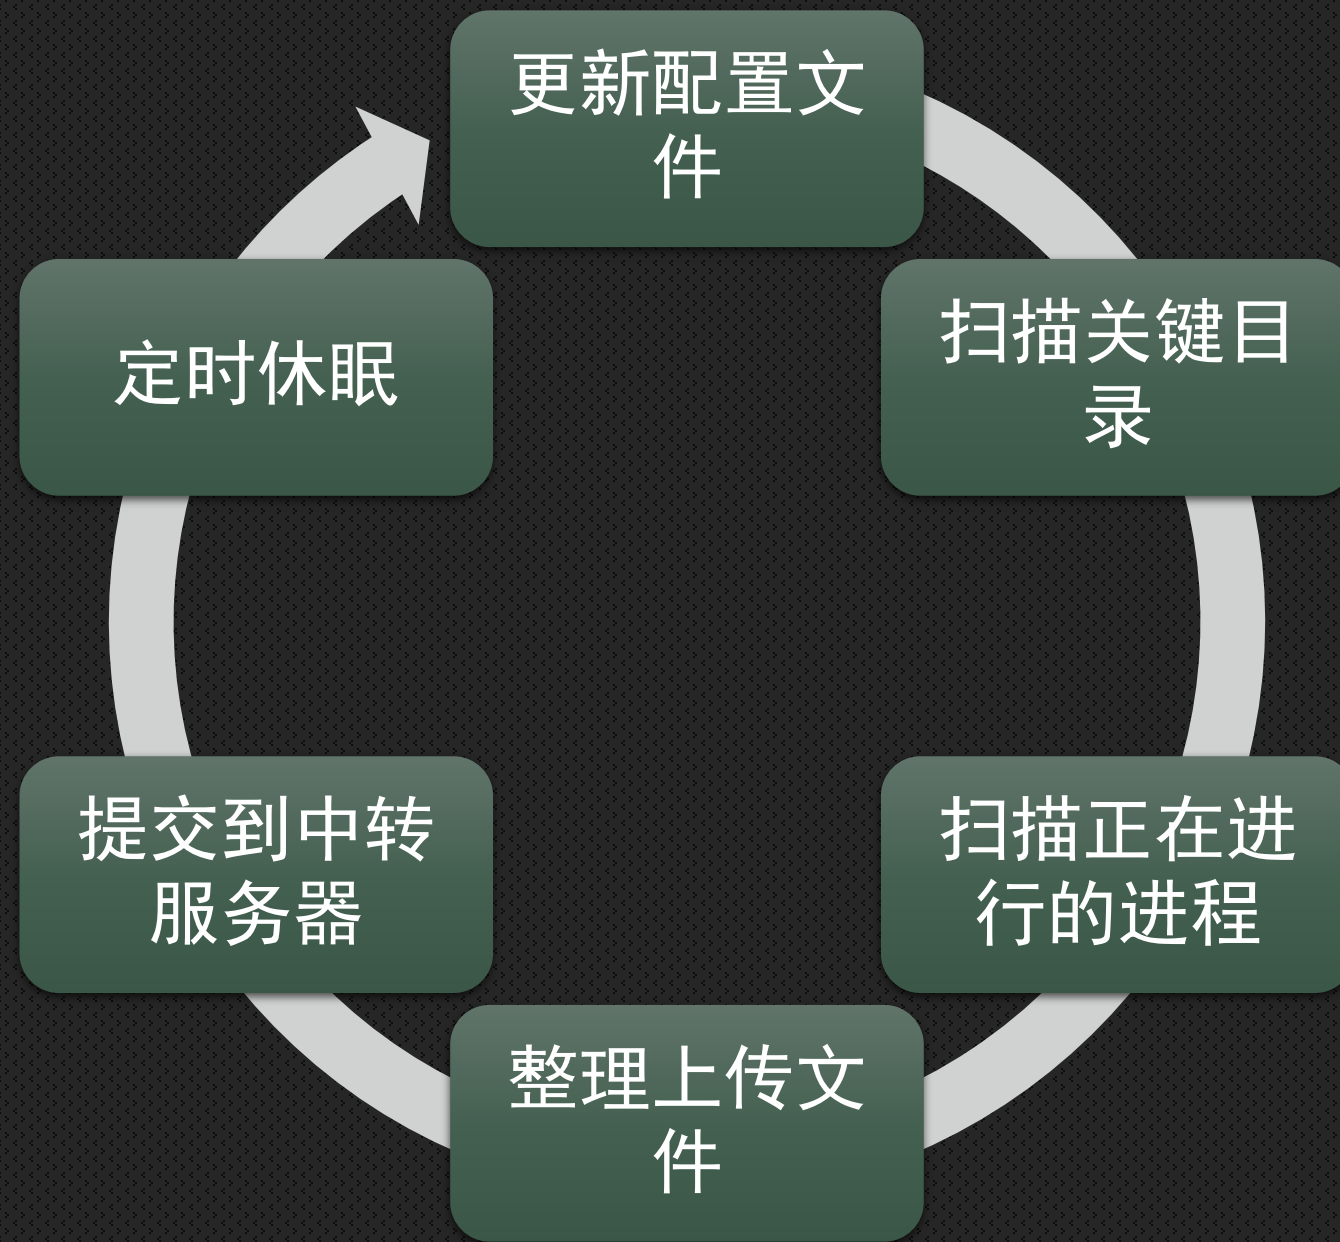 更新配置文
件
扫描关键目
录
扫描正在进
行的进程
整理上传文
件
提交到中转
服务器
定时休眠